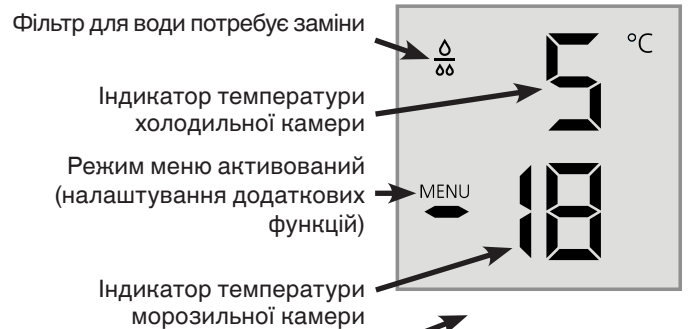 Фільтр для води потребує заміни
°C
5
Індикатор температури
холодильної камери
Режим меню активований
(налаштування додаткових
функцій)
MENU
-18
Індикатор температури
морозильної камери